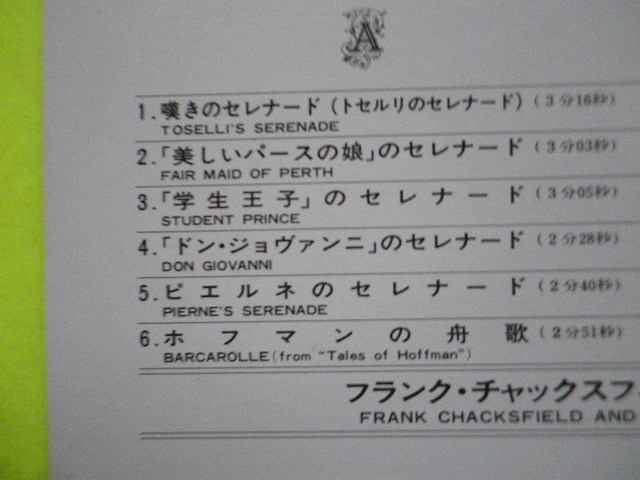 A
1.嘆きのセレナード(トセルリのセレナード)(3分16秒)
TOSELLI'S SERENADE
2.「美しいパースの娘」のセレナード(3分03秒)
FAIR MAID OF PERTH
3.「学生王子」のセレナード(3分05秒)
STUDENT PRINCE
4.「ドン・ジョヴァンニ」のセレナード(2分28秒)
DON GIOVANNI
5.ピエルネのセレナード(2分40秒)
PIERNE'S SERENADE
6.ホフマンの舟歌(2分51秒)
BARCAROLLE(from "Tales of Hoffman")
フランク・チャックスフ
FRANK CHACKSFIELD AND